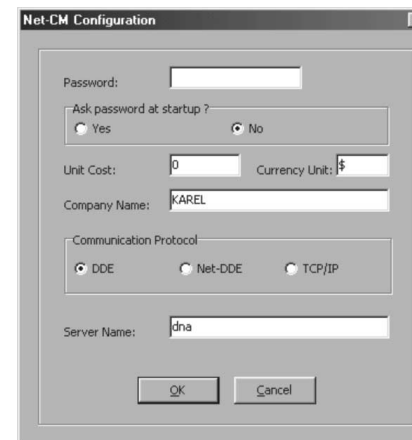 Net-CM Configuration
Password:
Ask password at startup ?
Yes No
Unit Cost: 0 Currency Unit: $
Company Name: KAREL
Communication Protocol
DDE Net-DDE TCP/IP
Server Name: dna
OK Cancel